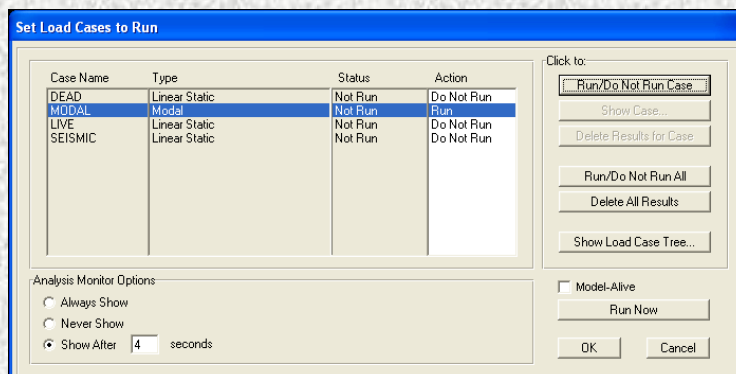 Set Load Cases to Run
Case Name Type Status Action
DEAD Linear Static Not Run Do Not Run
MODAL Modal Not Run Run
LIVE Linear Static Not Run Do Not Run
SEISMIC Linear Static Not Run Do Not Run
Click to:
Run/Do Not Run Case
Show Case...
Delete Results for Case
Run/Do Not Run All
Delete All Results
Show Load Case Tree...
Analysis Monitor Options
Always Show
Never Show
Show After 4 seconds
Model-Alive
Run Now
OK Cancel